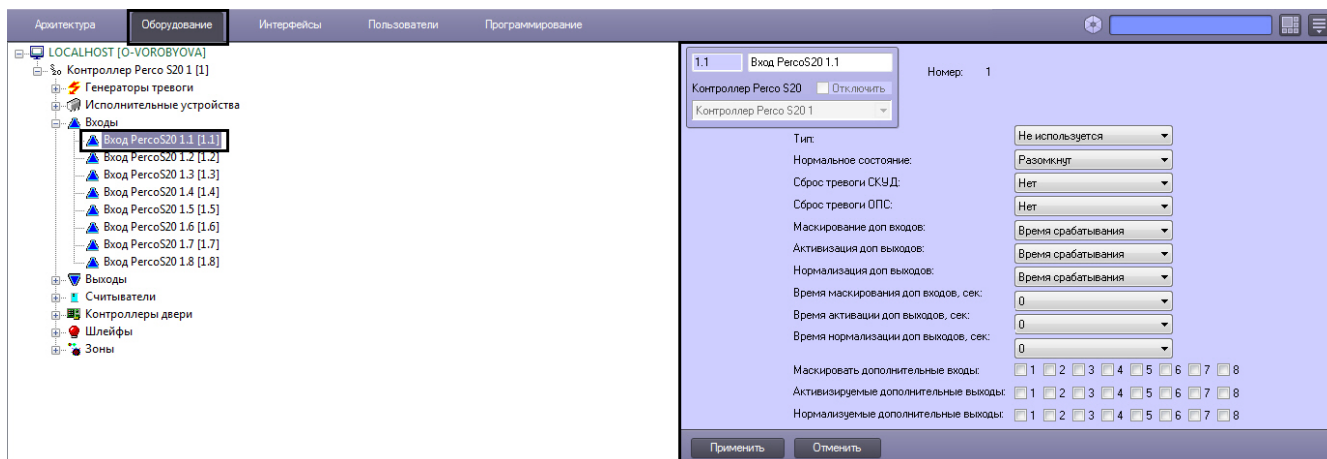 Архитектура Оборудование Интерфейсы Пользователи Программирование
LOCALHOST [O-VOROBYOVA]
Контроллер Perco S20 1 [1]
Генераторы тревоги
Исполнительные устройства
Входы
Вход PercoS20 1.1 [1.1]
Вход PercoS20 1.2 [1.2]
Вход PercoS20 1.3 [1.3]
Вход PercoS20 1.4 [1.4]
Вход PercoS20 1.5 [1.5]
Вход PercoS20 1.6 [1.6]
Вход PercoS20 1.7 [1.7]
Вход PercoS20 1.8 [1.8]
Выходы
Считыватели
Контроллеры двери
Шлейфы
Зоны
1.1 Вход PercoS20 1.1
Номер: 1
Контроллер Perco S20 Отключить
Контроллер Perco S20 1
Тип: Не используется
Нормальное состояние: Разомкнут
Сброс тревоги СКУД: Нет
Сброс тревоги ОПС: Нет
Маскирование доп входов: Время срабатывания
Активизация доп выходов: Время срабатывания
Нормализация доп выходов: Время срабатывания
Время маскирования доп входов, сек: 0
Время активации доп выходов, сек: 0
Время нормализации доп выходов, сек: 0
Маскировать дополнительные входы: 1 2 3 4 5 6 7 8
Активизируемые дополнительные выходы: 1 2 3 4 5 6 7 8
Нормализуемые дополнительные выходы: 1 2 3 4 5 6 7 8
Применить Отменить